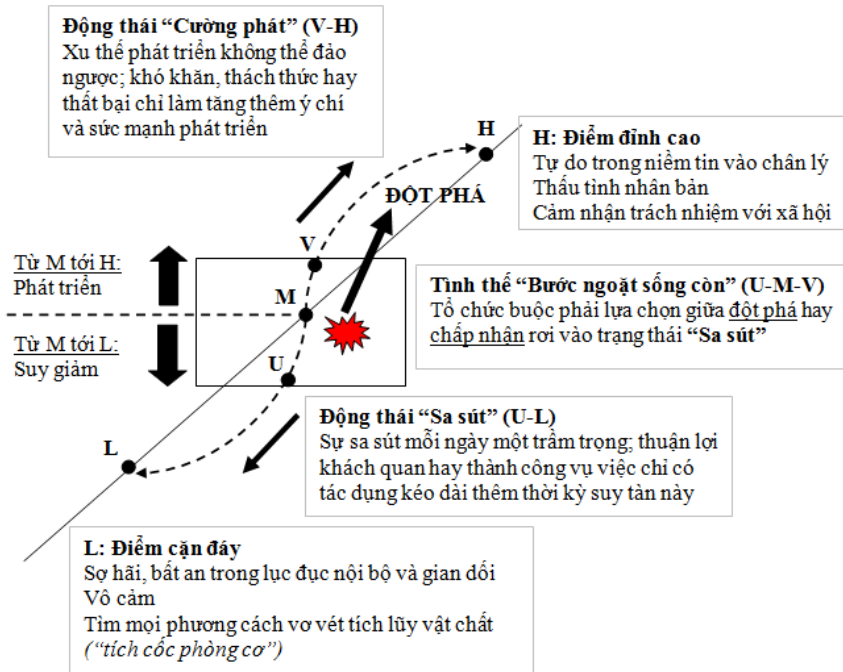 Động thái “Cường phát” (V-H)
Xu thế phát triển không thể đảo
ngược; khó khăn, thách thức hay
thất bại chỉ làm tăng thêm ý chí
và sức mạnh phát triển
H
H: Điểm đỉnh cao
Tự do trong niềm tin vào chân lý
Thấu tình nhân bản
Cảm nhận trách nhiệm với xã hội
ĐỘT PHÁ
V
Từ M tới H:
Phát triển
M
Từ M tới L:
Suy giảm
U
Tình thế “Bước ngoặt sống còn” (U-M-V)
Tổ chức buộc phải lựa chọn giữa đột phá hay
chấp nhận rơi vào trạng thái “Sa sút”
Động thái “Sa sút” (U-L)
Sự sa sút mỗi ngày một trầm trọng; thuận lợi
khách quan hay thành công vụ việc chỉ có
tác dụng kéo dài thêm thời kỳ suy tàn này
L
L: Điểm cặn đáy
Sợ hãi, bất an trong lục đục nội bộ và gian dối
Vô cảm
Tìm mọi phương cách vơ vét tích lũy vật chất
(“tích cốc phòng cơ”)